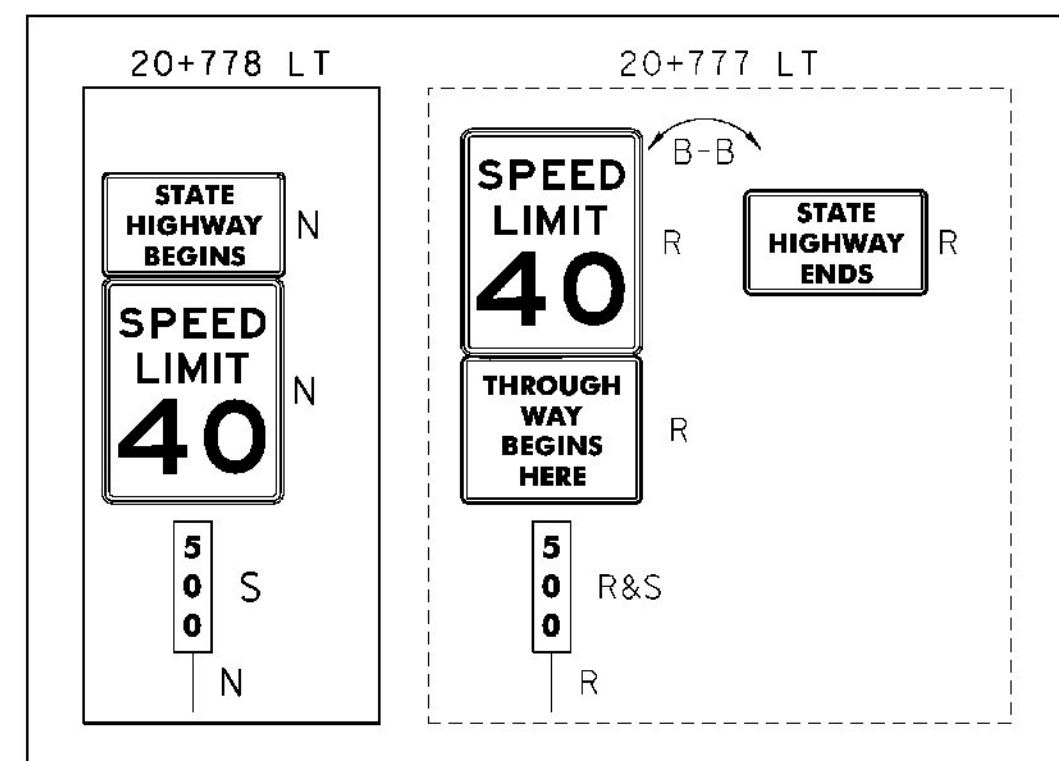 20+778 LT
STATE
HIGHWAY
BEGINS
N
SPEED
LIMIT
40
N
5
0
0
S
N
20+777 LT
SPEED
LIMIT
40
R
B-B
STATE
HIGHWAY
ENDS
R
THROUGH
WAY
BEGINS
HERE
R
5
0
0
R&S
R